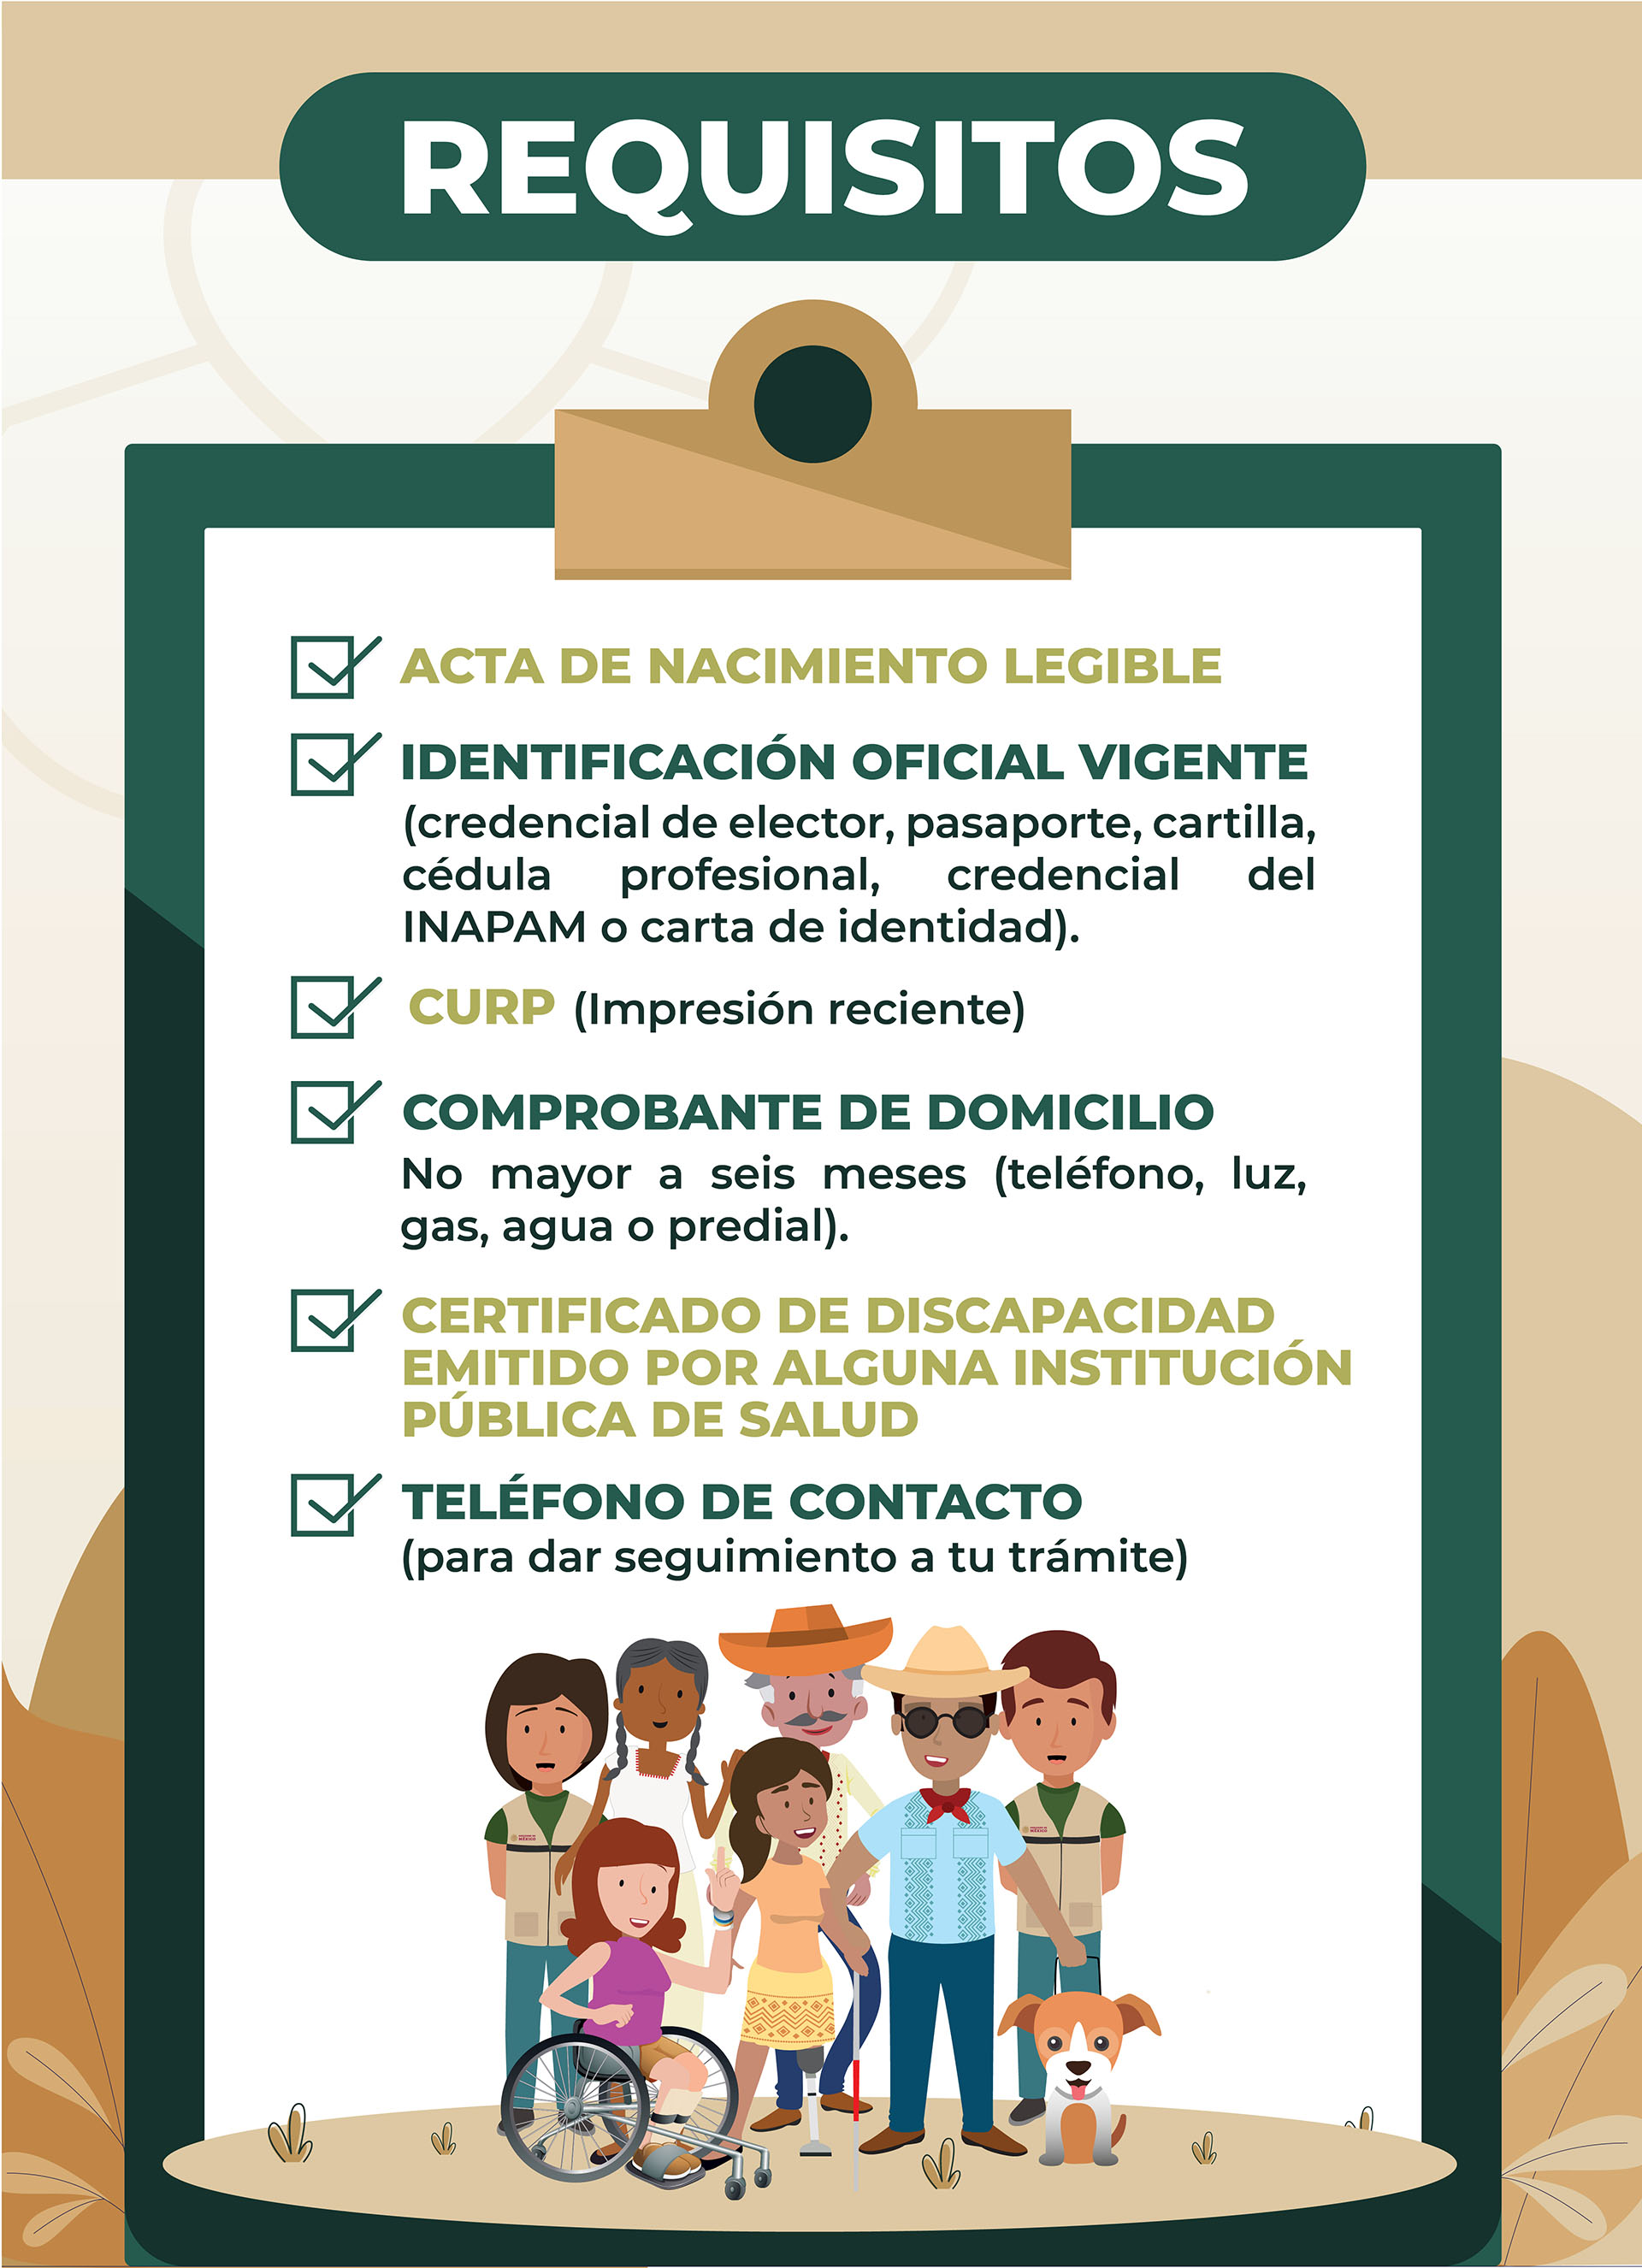 REQUISITOS
ACTA DE NACIMIENTO LEGIBLE
IDENTIFICACIÓN OFICIAL VIGENTE
(credencial de elector, pasaporte, cartilla,
cédula profesional, credencial del
INAPAM o carta de identidad).
CURP (Impresión reciente)
COMPROBANTE DE DOMICILIO
No mayor a seis meses (teléfono, luz,
gas, agua o predial).
CERTIFICADO DE DISCAPACIDAD
EMITIDO POR ALGUNA INSTITUCIÓN
PÚBLICA DE SALUD
TELÉFONO DE CONTACTO
(para dar seguimiento a tu trámite)
MÉXICO
MÉXICO